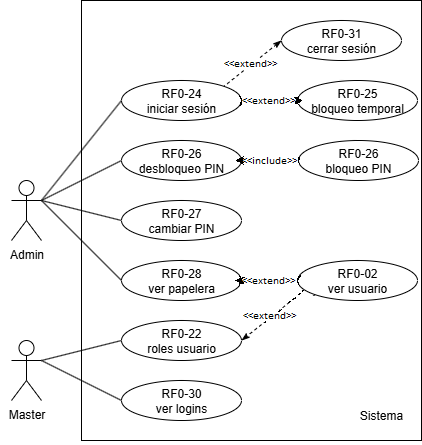 RF0-31
cerrar sesión
<<extend>>
RF0-24
iniciar sesión
<<extend>>
RF0-25
bloqueo temporal
RF0-26
desbloqueo PIN
<<include>>
RF0-26
bloqueo PIN
RF0-27
cambiar PIN
Admin
RF0-28
ver papelera
<<extend>>
RF0-02
ver usuario
<<extend>>
RF0-22
roles usuario
RF0-30
ver logins
Master
Sistema